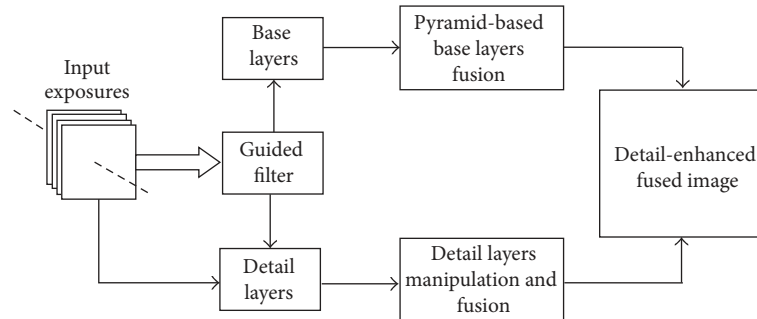 Input
exposures
Base
layers
Pyramid-based
base layers
fusion
Guided
filter
Detail-enhanced
fused image
Detail
layers
Detail layers
manipulation and
fusion